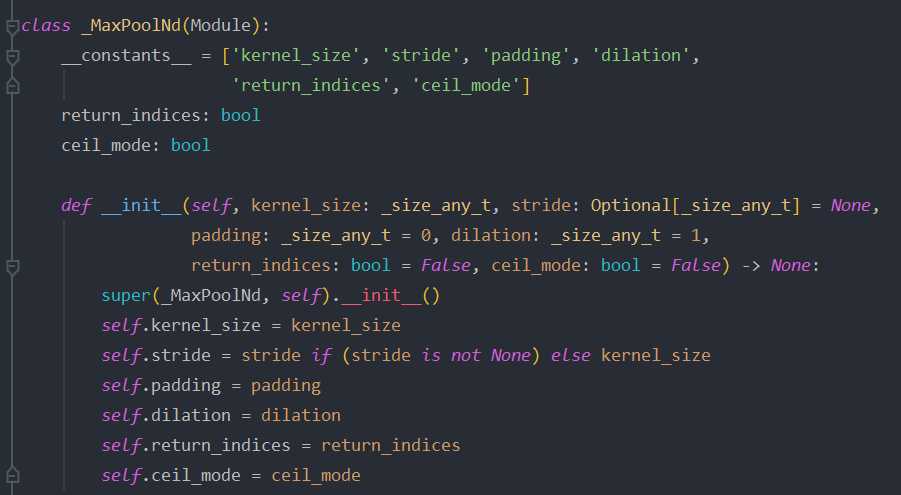 class _MaxPoolNd(Module):
    __constants__ = ['kernel_size', 'stride', 'padding', 'dilation',
                     'return_indices', 'ceil_mode']
    return_indices: bool
    ceil_mode: bool
    def __init__(self, kernel_size: _size_any_t, stride: Optional[_size_any_t] = None,
                 padding: _size_any_t = 0, dilation: _size_any_t = 1,
                 return_indices: bool = False, ceil_mode: bool = False) -> None:
        super(_MaxPoolNd, self).__init__()
        self.kernel_size = kernel_size
        self.stride = stride if (stride is not None) else kernel_size
        self.padding = padding
        self.dilation = dilation
        self.return_indices = return_indices
        self.ceil_mode = ceil_mode